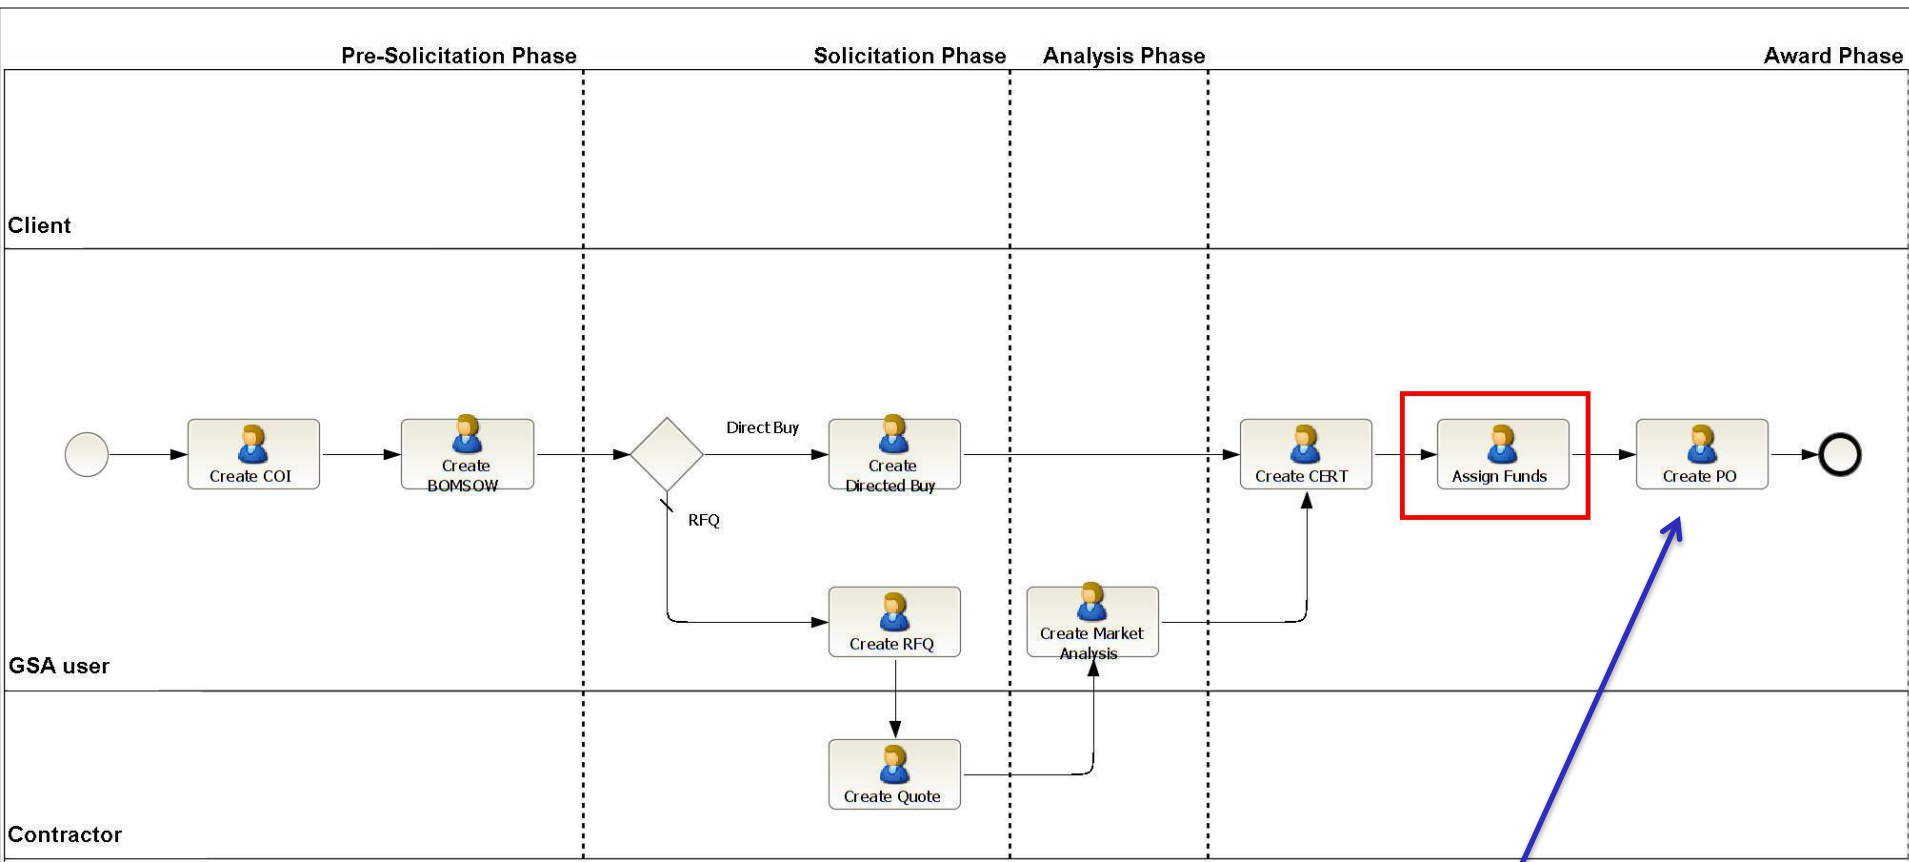 Pre-Solicitation Phase
Solicitation Phase
Analysis Phase
Award Phase
Client
Create COI
Create
BOMSOW
Direct Buy
RFQ
Create
Directed Buy
Create CERT
Assign Funds
Create PO
Create RFQ
Create Market
Analysis
GSA user
Create Quote
Contractor